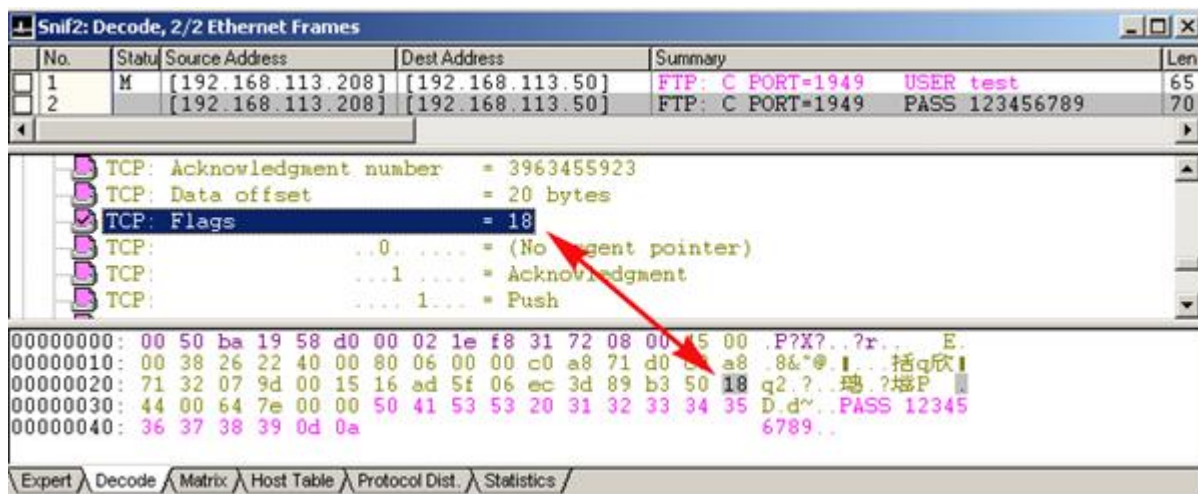 Snif2: Decode, 2/2 Ethernet Frames
No. Statu Source Address Dest Address Summary Len
1 M [192.168.113.208] [192.168.113.50] FTP: C PORT=1949 USER test 65
2 [192.168.113.208] [192.168.113.50] FTP: C PORT=1949 PASS 123456789 70
TCP: Acknowledgment number = 3963455923
TCP: Data offset = 20 bytes
TCP: Flags = 18
TCP: ..0. .... = (No urgent pointer)
TCP: ...1 .... = Acknowledgment
TCP: .... 1... = Push
00000000: 00 50 ba 19 58 d0 00 02 1e f8 31 72 08 00 45 00 .P?X?..?r... E.
00000010: 00 38 26 22 40 00 80 06 00 00 c0 a8 71 d0 c0 a8 .8&"@. ...括q欣
00000020: 71 32 07 9d 00 15 16 ad 5f 06 ec 3d 89 b3 50 18 q2.?.. .?墙P .
00000030: 44 00 64 7e 00 00 50 41 53 53 20 31 32 33 34 35 D.d~..PASS 12345
00000040: 36 37 38 39 0d 0a 6789..
Expert Decode Matrix Host Table Protocol Dist. Statistics